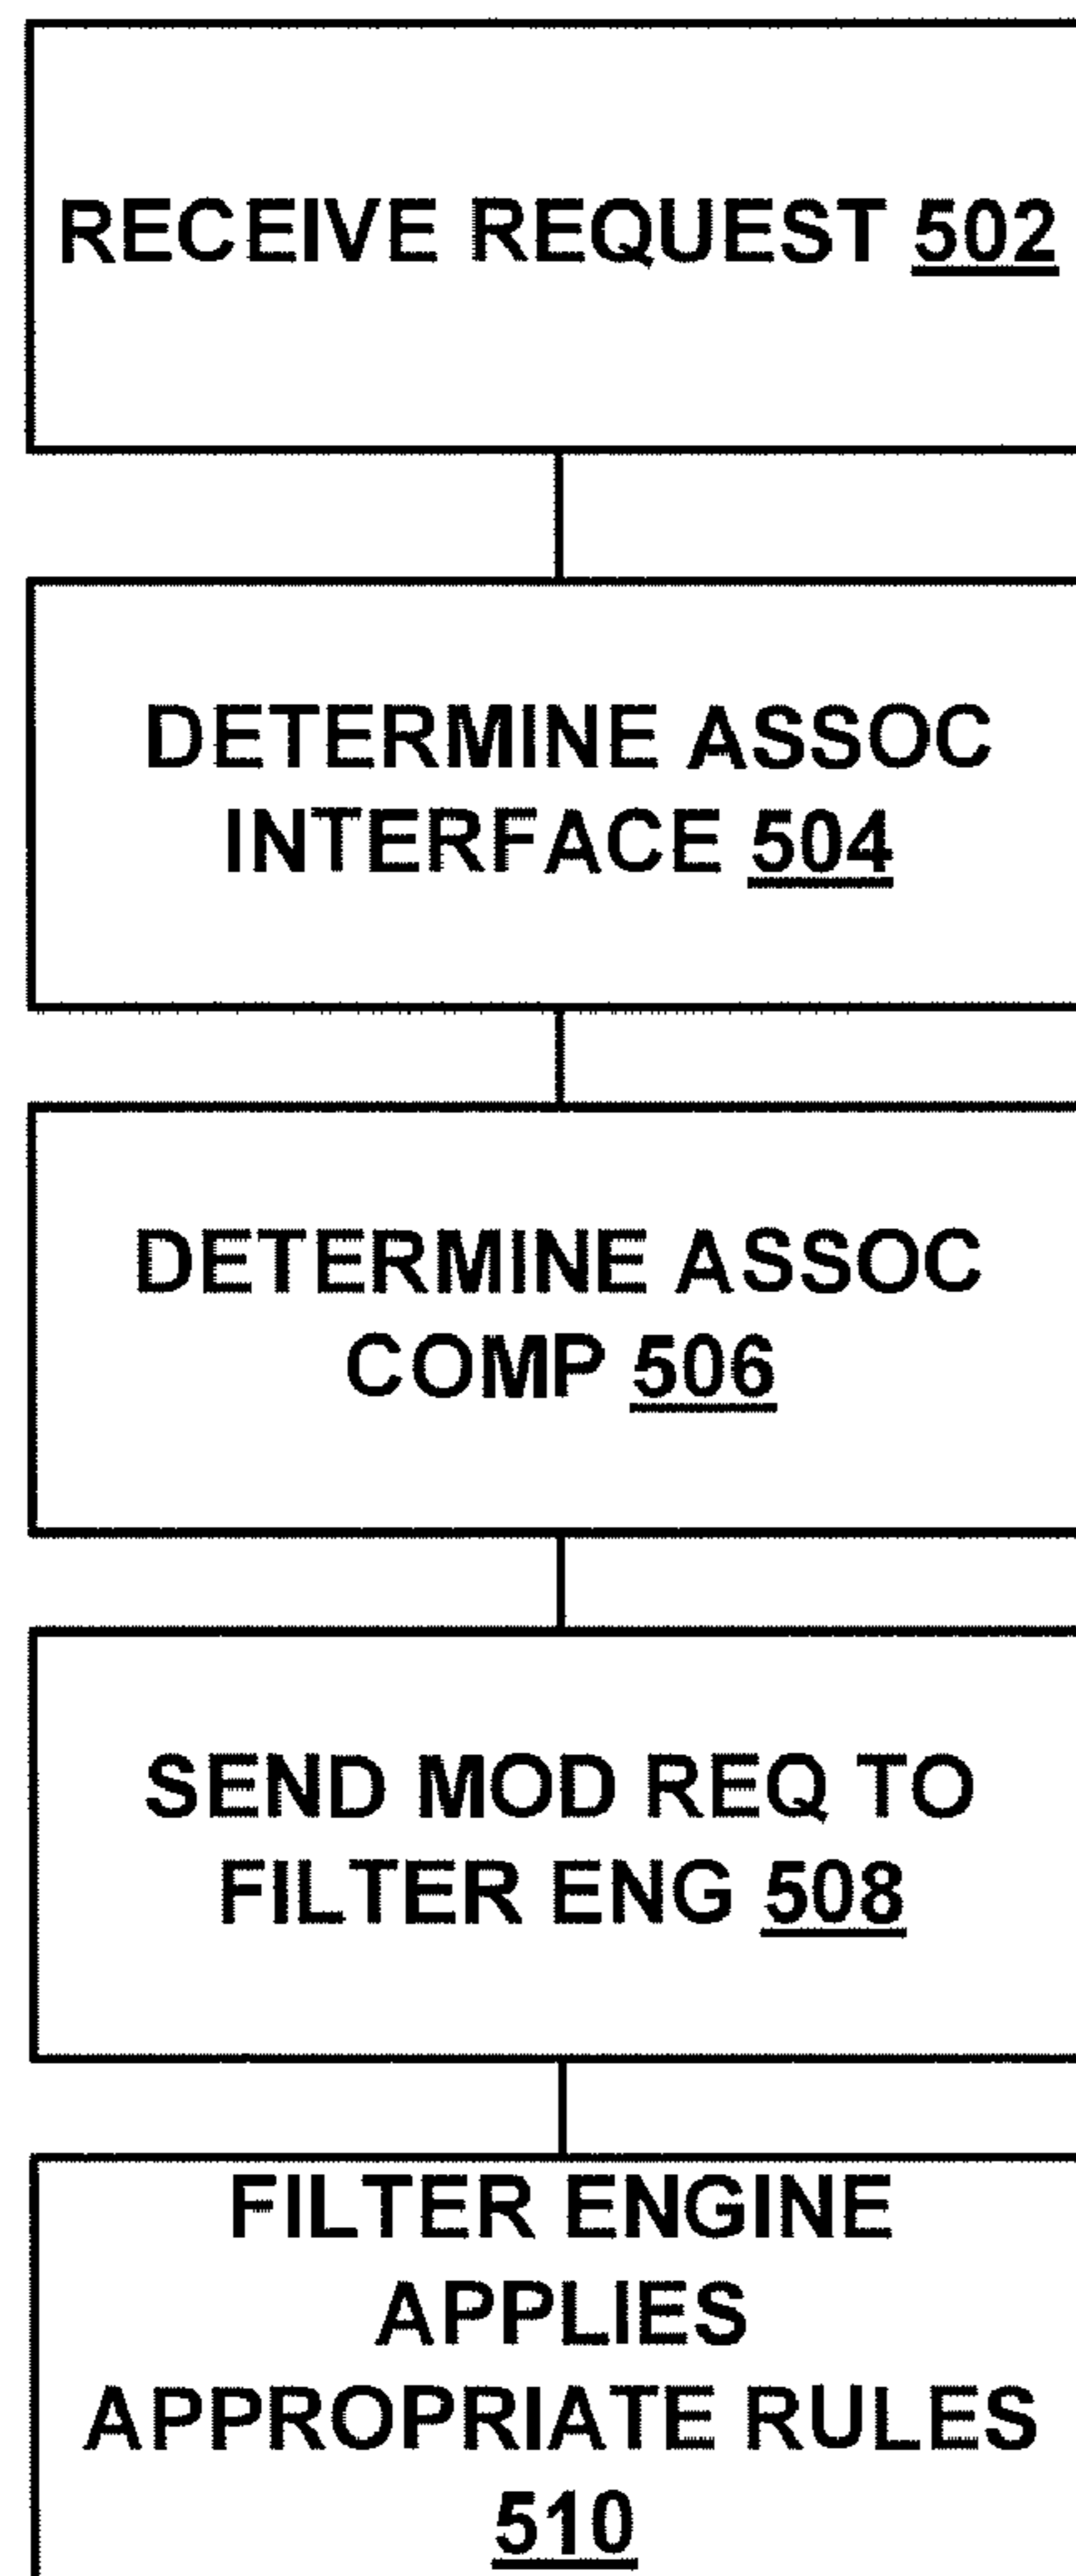 RECEIVE REQUEST 502
DETERMINE ASSOC
INTERFACE 504
DETERMINE ASSOC
COMP 506
SEND MOD REQ TO
FILTER ENG 508
FILTER ENGINE
APPLIES
APPROPRIATE RULES
510